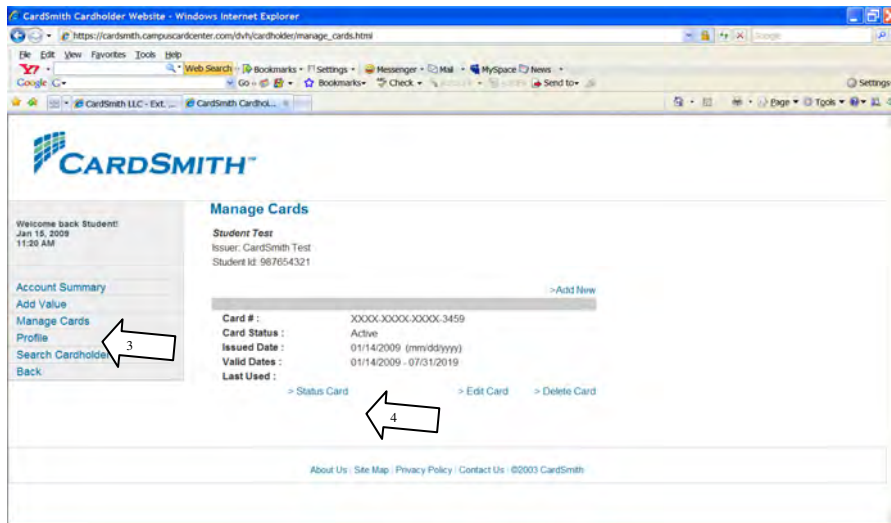 CardSmith Cardholder Website - Windows Internet Explorer
https://cardsmith.campuscardcenter.com/dvh/cardholder/manage_cards.html
Google
File Edit View Favorites Tools Help
Web Search Bookmarks Settings Messenger Mail MySpace News
Google G Go Bookmarks Check Send to Settings
CardSmith LLC - Ext. ... CardSmith Cardhol... Page Tools
CARDSMITH
Manage Cards
Welcome back Student!
Jan 15, 2009
11:20 AM
Student Test
Issuer: CardSmith Test
Student Id: 987654321
>Add New
Account Summary
Add Value
Manage Cards
Profile
Search Cardholder
Back
3
Card # : XXXX-XXXX-XXXX-3459
Card Status : Active
Issued Date : 01/14/2009 (mm/dd/yyyy)
Valid Dates : 01/14/2009 - 07/31/2019
Last Used :
> Status Card > Edit Card > Delete Card
4
About Us | Site Map | Privacy Policy | Contact Us | ©2003 CardSmith